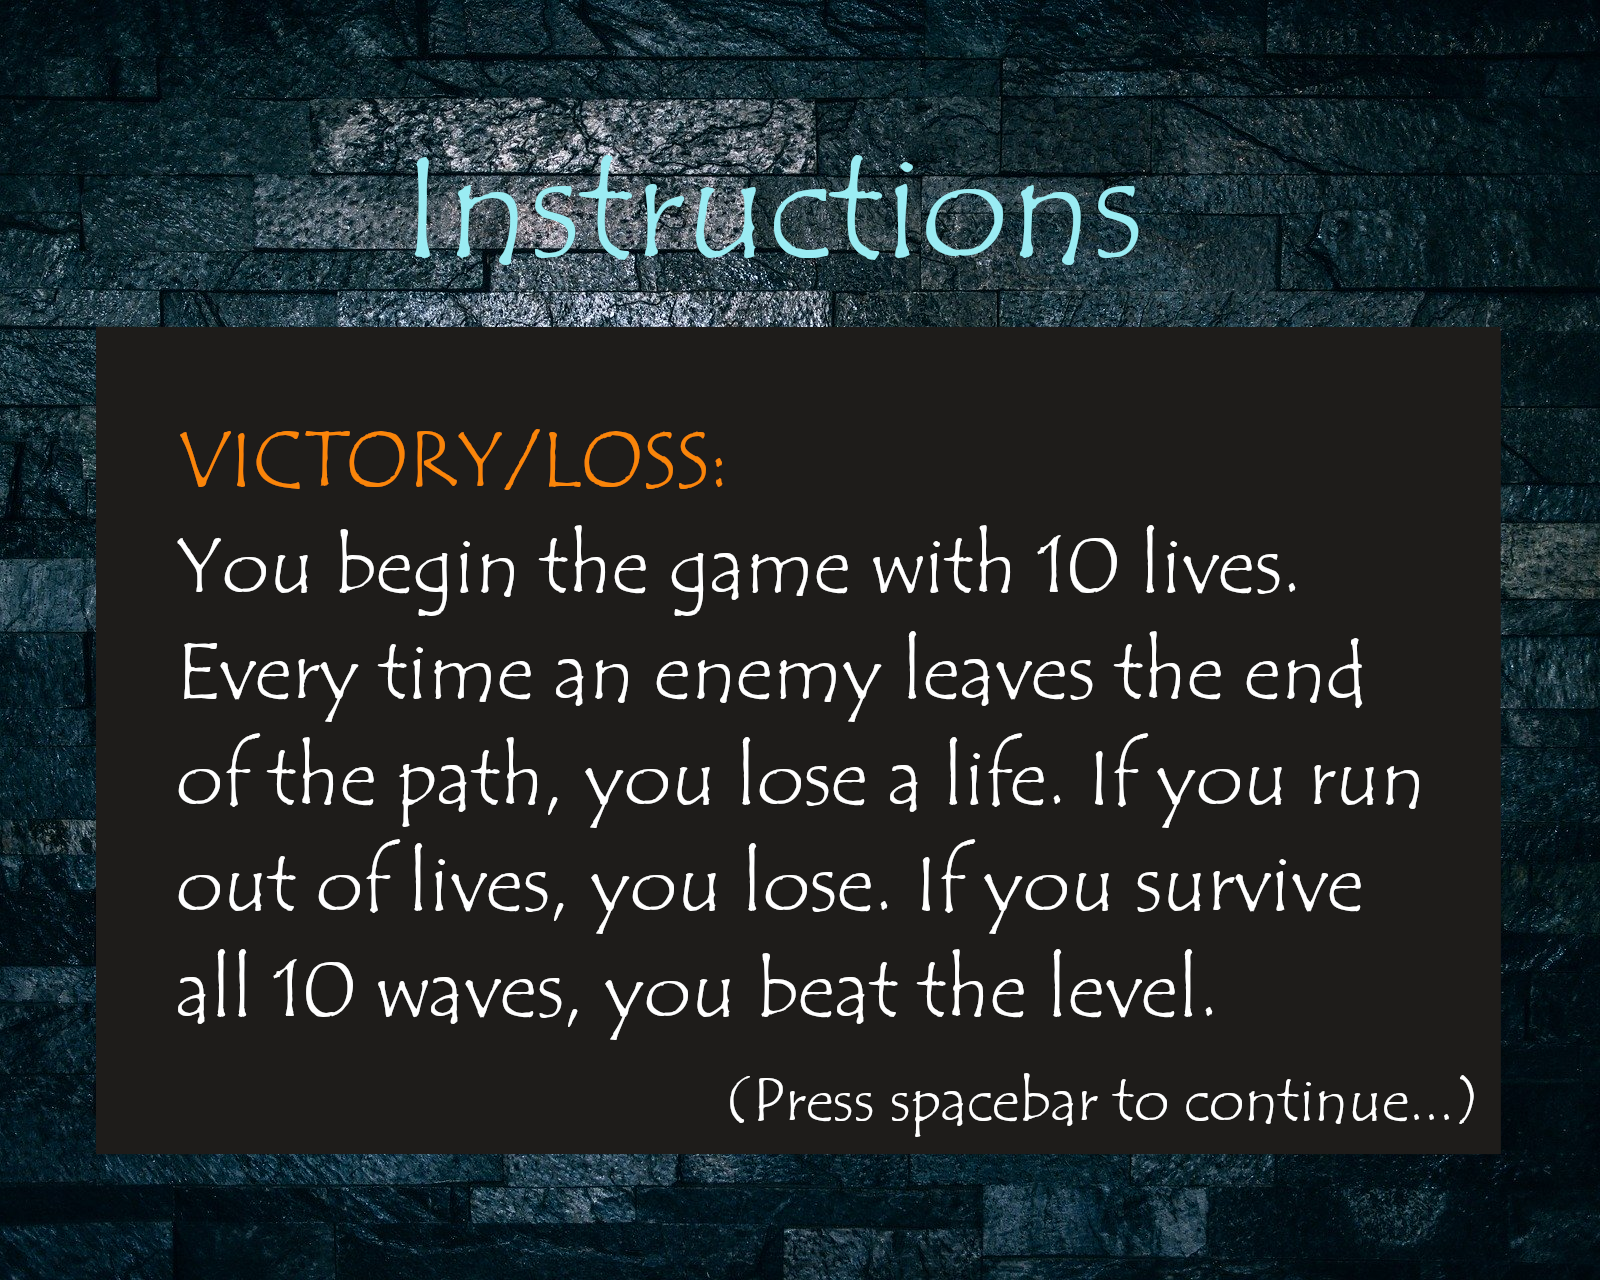 Instructions
VICTORY/LOSS:
You begin the game with 10 lives.
Every time an enemy leaves the end
of the path, you lose a life. If you run
out of lives, you lose. If you survive
all 10 waves, you beat the level.
(Press spacebar to continue...)